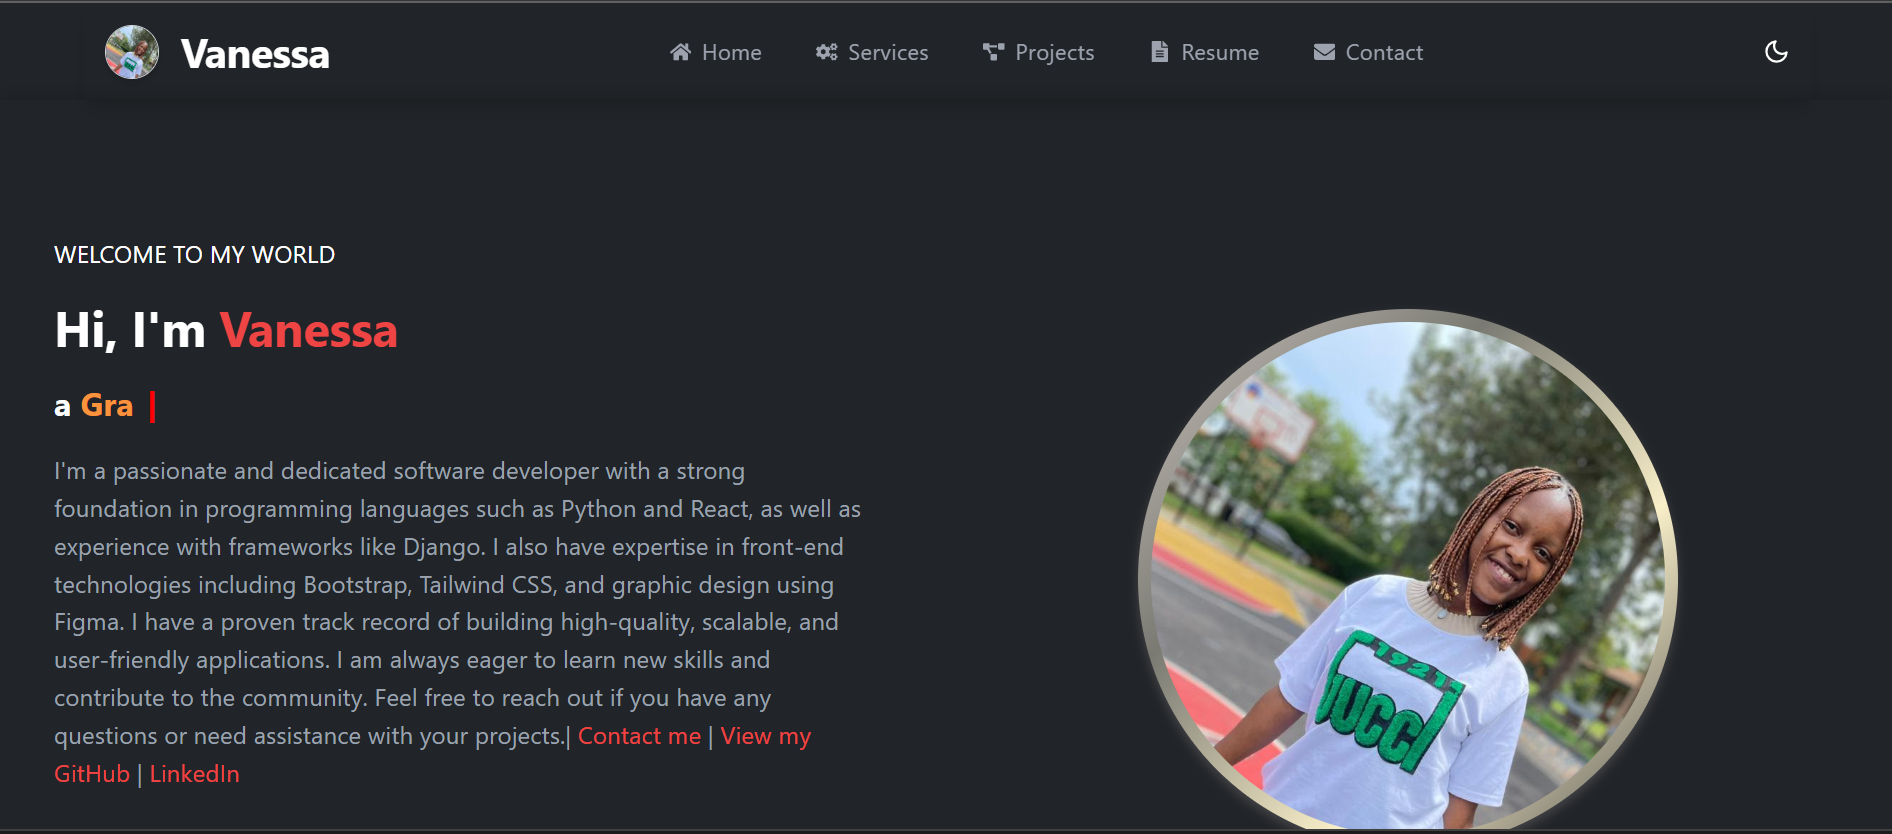 Vanessa
Home
Services
Projects
Resume
Contact
WELCOME TO MY WORLD
Hi, I'm Vanessa
a Gra |
I'm a passionate and dedicated software developer with a strong
foundation in programming languages such as Python and React, as well as
experience with frameworks like Django. I also have expertise in front-end
technologies including Bootstrap, Tailwind CSS, and graphic design using
Figma. I have a proven track record of building high-quality, scalable, and
user-friendly applications. I am always eager to learn new skills and
contribute to the community. Feel free to reach out if you have any
questions or need assistance with your projects.| Contact me | View my
GitHub | LinkedIn
1921